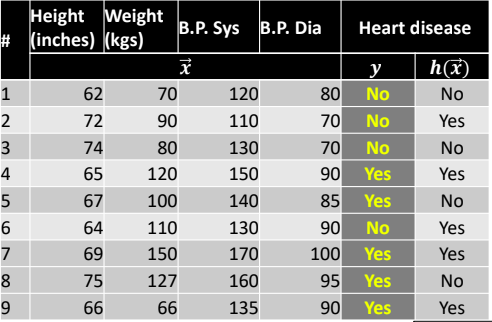 # Height (inches) Weight (kgs) B.P. Sys B.P. Dia Heart disease
x⃗ y h(x⃗)
1 62 70 120 80 No No
2 72 90 110 70 No Yes
3 74 80 130 70 No No
4 65 120 150 90 Yes Yes
5 67 100 140 85 Yes No
6 64 110 130 90 No Yes
7 69 150 170 100 Yes Yes
8 75 127 160 95 Yes No
9 66 66 135 90 Yes Yes